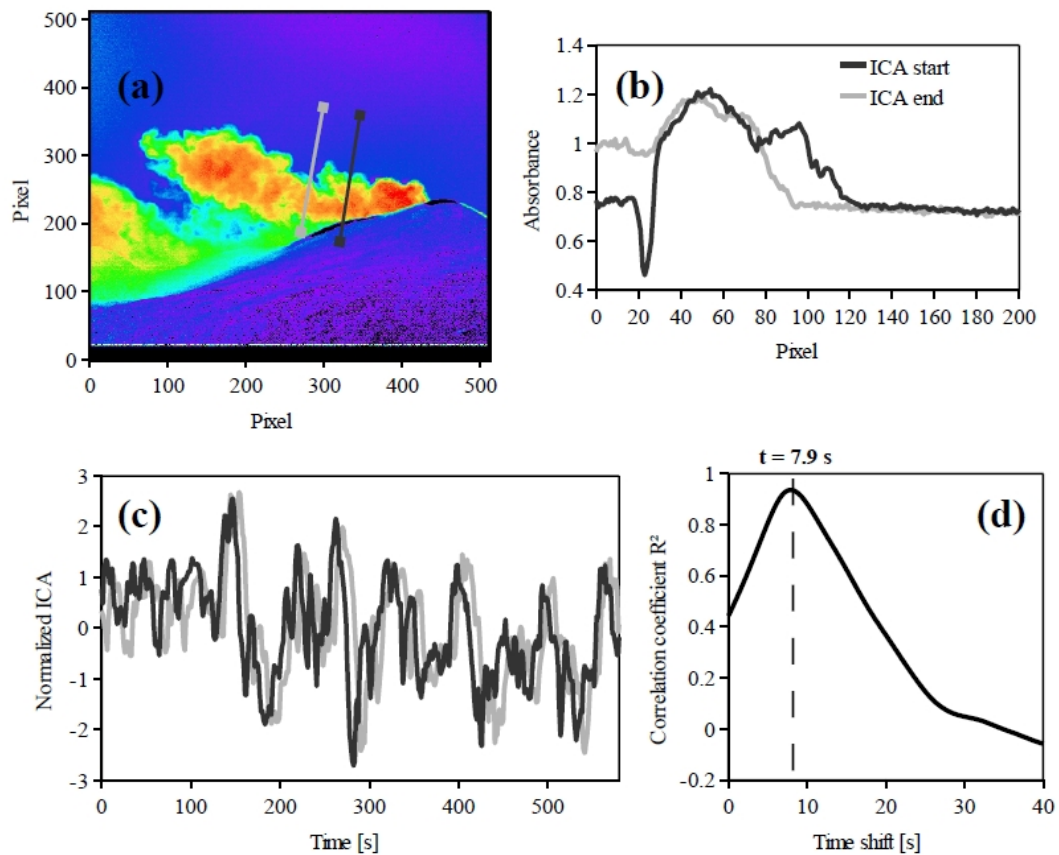 (a)
500
400
300
200
100
0
Pixel
0 100 200 300 400 500
Pixel
(b)
ICA start
ICA end
1.4
1.2
1.0
0.8
0.6
0.4
Absorbance
0 20 40 60 80 100 120 140 160 180 200
Pixel
(c)
3
2
1
0
-1
-2
-3
Normalized ICA
0 100 200 300 400 500
Time [s]
t = 7.9 s
(d)
1
0.8
0.6
0.4
0.2
0
-0.2
Correlation coefficient R²
0 10 20 30 40
Time shift [s]